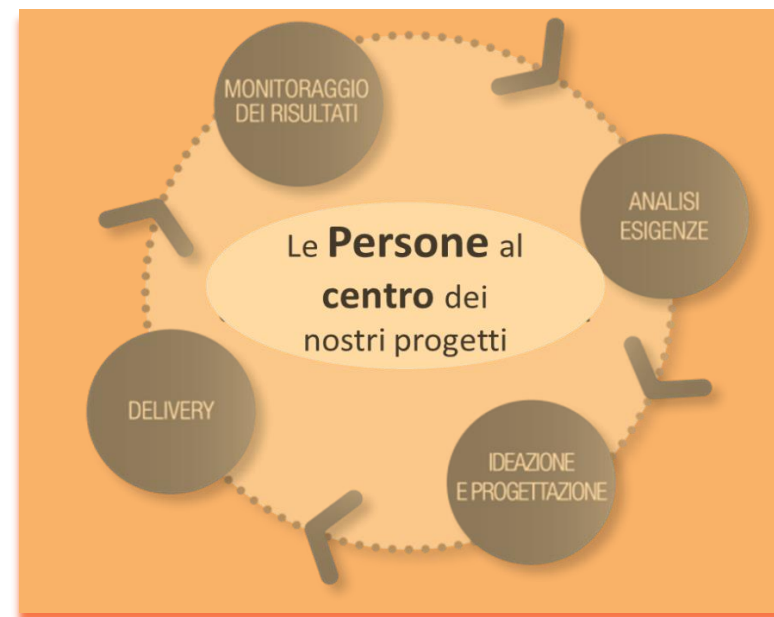 MONITORAGGIO
DEI RISULTATI
ANALISI
ESIGENZE
Le Persone al
centro dei
nostri progetti
DELIVERY
IDEAZIONE
E PROGETTAZIONE